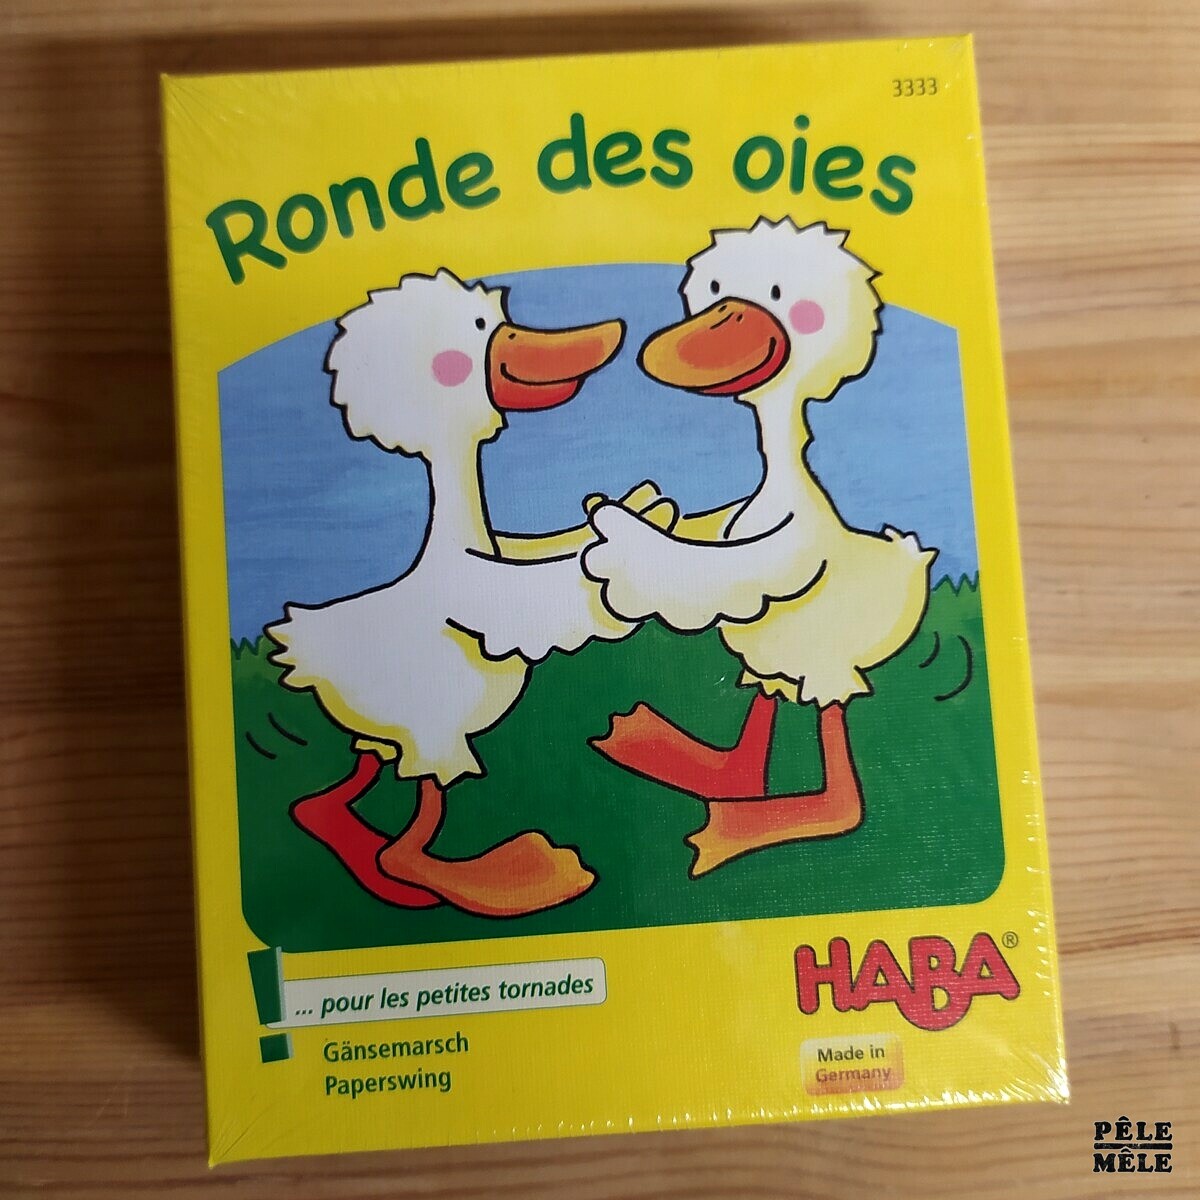 3333
Ronde des oies
HABA®
... pour les petites tornades
Gänsemarsch
Paperswing
Made in
Germany
PÊLE
MÊLE